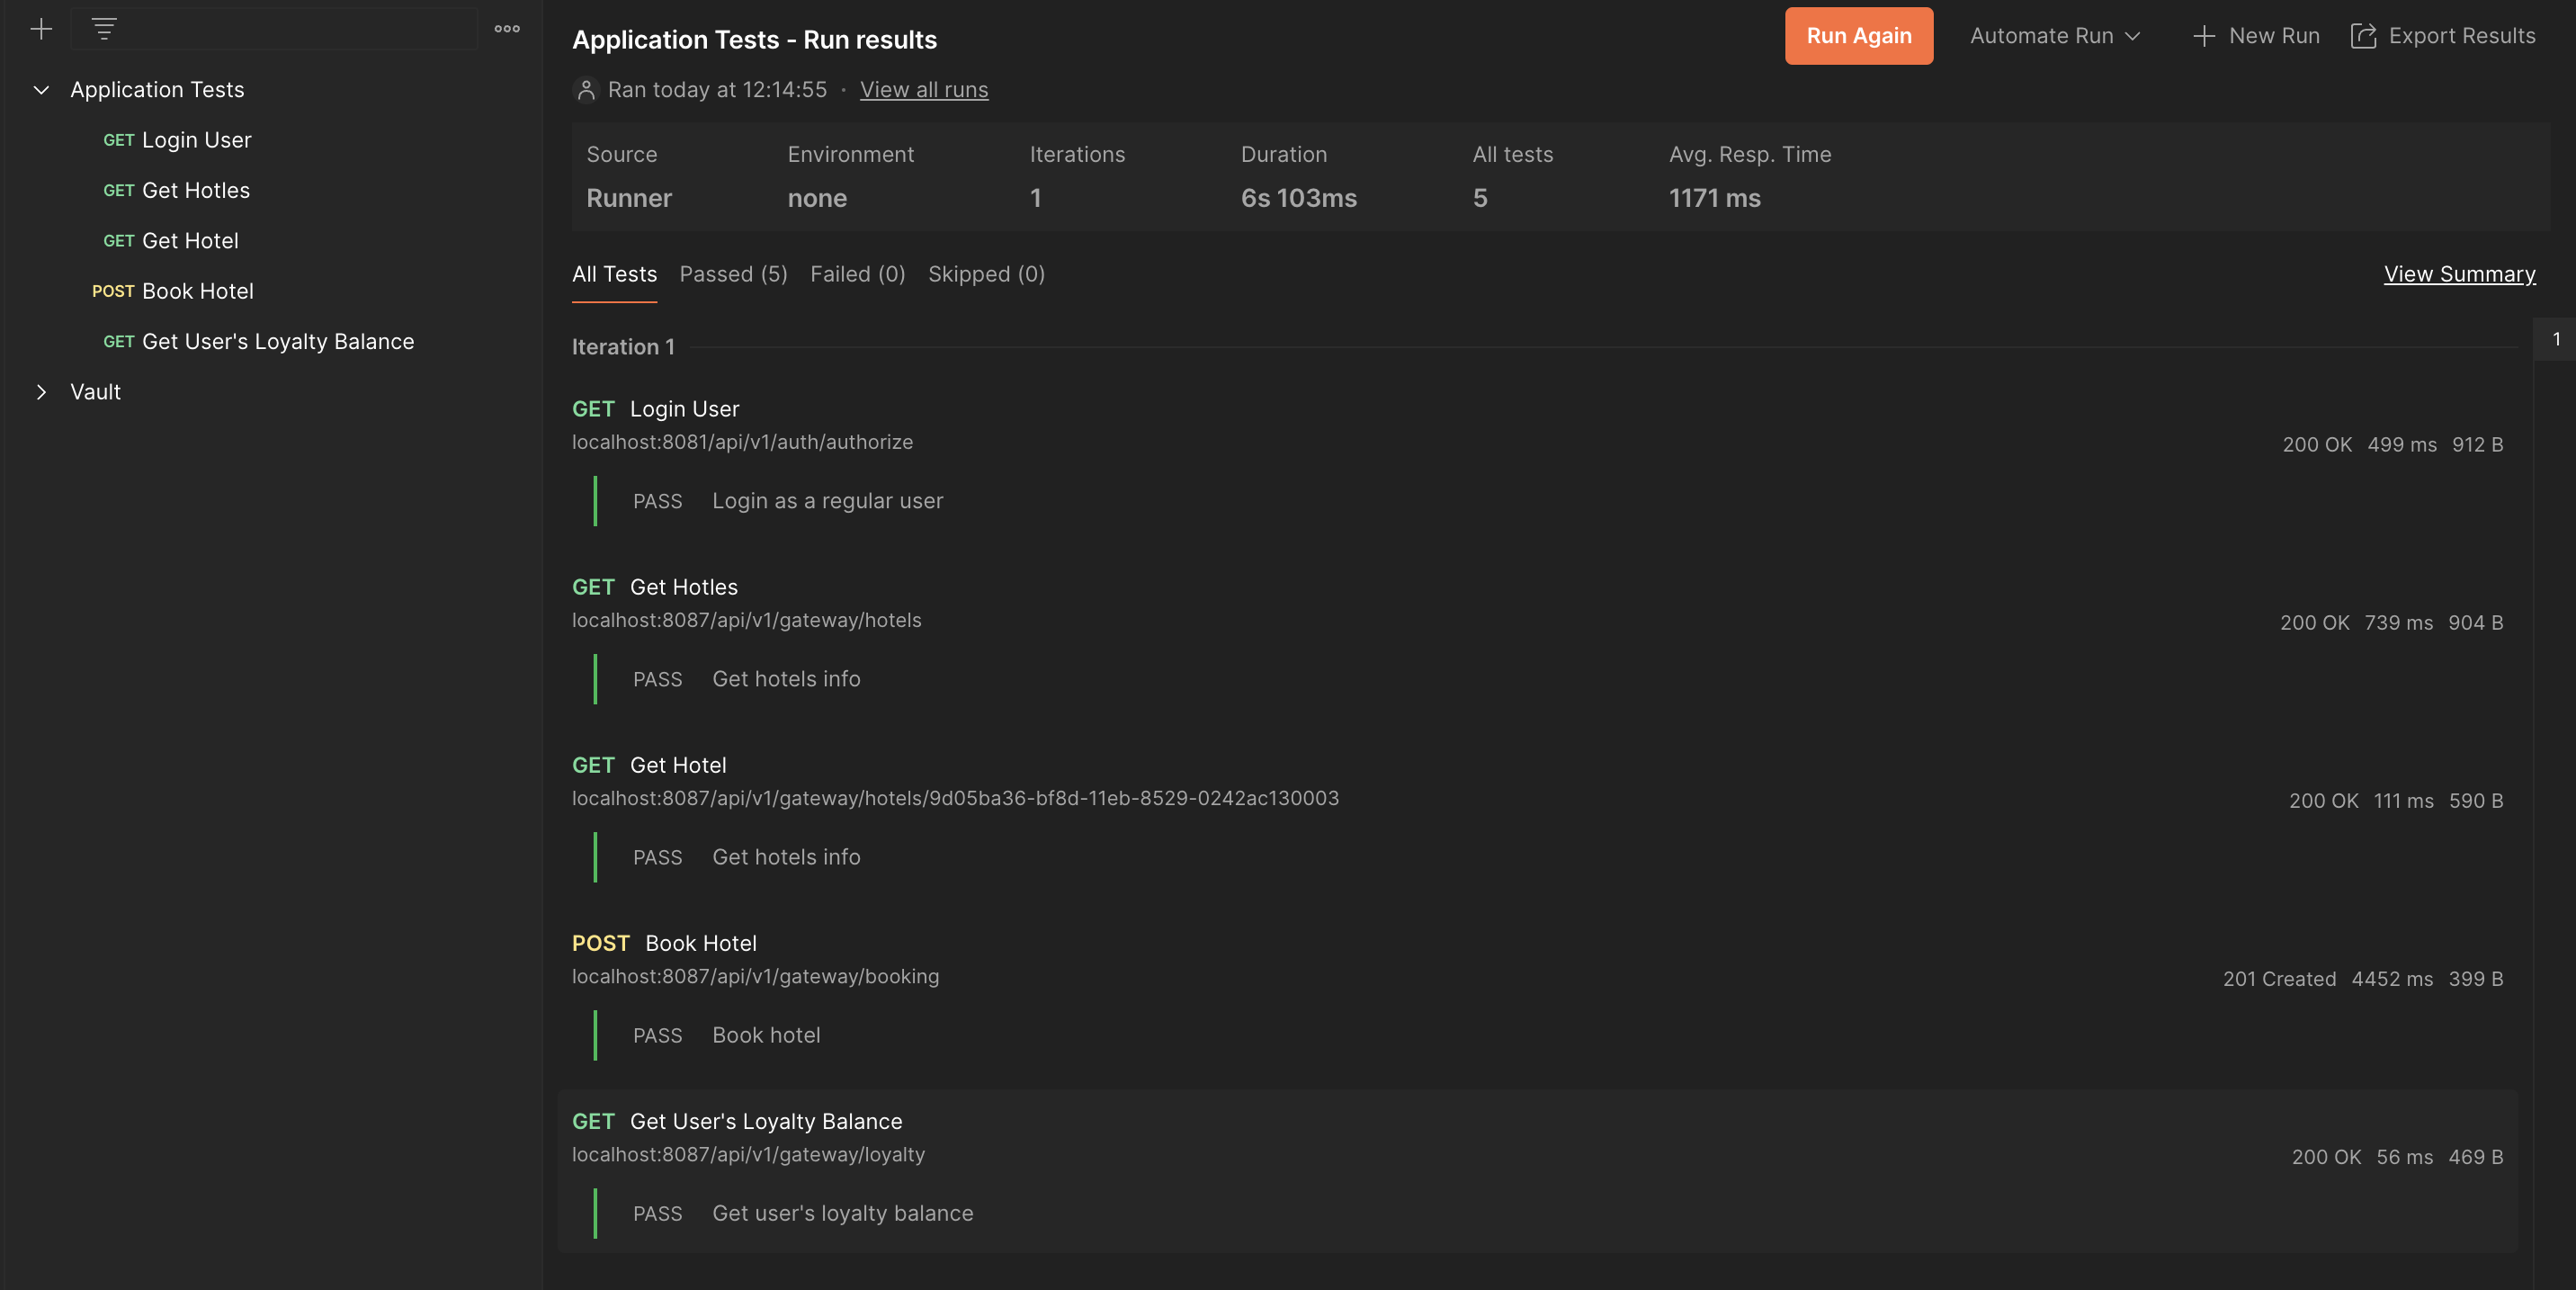 Application Tests
GET Login User
GET Get Hotles
GET Get Hotel
POST Book Hotel
GET Get User's Loyalty Balance
Vault
Application Tests - Run results
Run Again
Automate Run
New Run
Export Results
Ran today at 12:14:55 · View all runs
Source Environment Iterations Duration All tests Avg. Resp. Time
Runner none 1 6s 103ms 5 1171 ms
All Tests Passed (5) Failed (0) Skipped (0) View Summary
Iteration 1
1
GET Login User
localhost:8081/api/v1/auth/authorize
200 OK 499 ms 912 B
PASS Login as a regular user
GET Get Hotles
localhost:8087/api/v1/gateway/hotels
200 OK 739 ms 904 B
PASS Get hotels info
GET Get Hotel
localhost:8087/api/v1/gateway/hotels/9d05ba36-bf8d-11eb-8529-0242ac130003
200 OK 111 ms 590 B
PASS Get hotels info
POST Book Hotel
localhost:8087/api/v1/gateway/booking
201 Created 4452 ms 399 B
PASS Book hotel
GET Get User's Loyalty Balance
localhost:8087/api/v1/gateway/loyalty
200 OK 56 ms 469 B
PASS Get user's loyalty balance